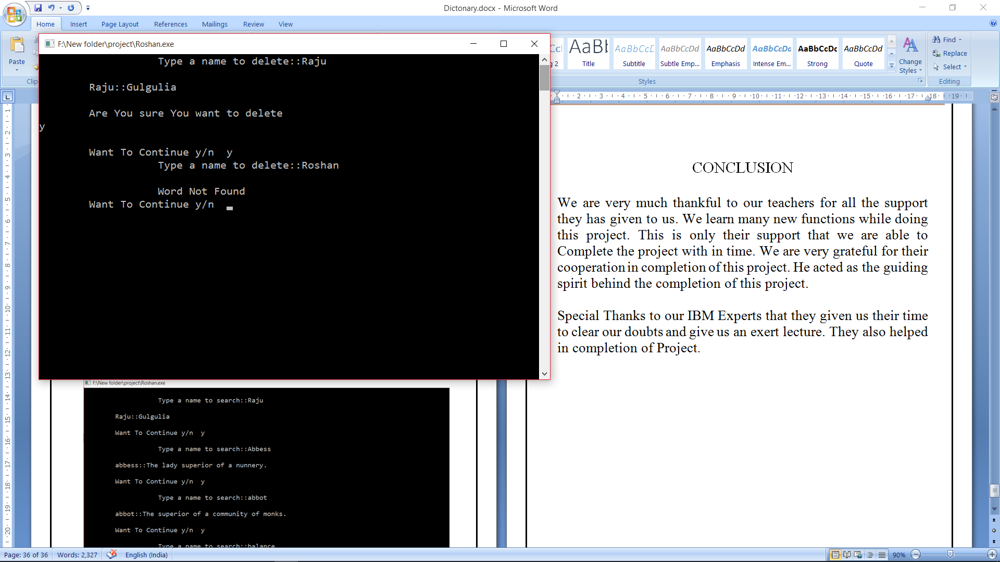 Dictonary.docx - Microsoft Word
Home Insert Page Layout References Mailings Review View
Paste
Clip
F:\New folder\project\Roshan.exe
AaBbCcDd
Title Subtitle Subtle Emp... Emphasis Intense Em... Strong Quote
Change Styles
Find
Replace
Select
Styles
Editing
Type a name to delete::Raju
Raju::Gulgulia
Are You sure You want to delete
y
Want To Continue y/n y
Type a name to delete::Roshan
Word Not Found
Want To Continue y/n
F:\New folder\project\Roshan.exe
Type a name to search::Raju
Raju::Gulgulia
Want To Continue y/n y
Type a name to search::Abbess
abbess::The lady superior of a nunnery.
Want To Continue y/n y
Type a name to search::abbot
abbot::The superior of a community of monks.
Want To Continue y/n y
Type a name to search::balance
CONCLUSION
We are very much thankful to our teachers for all the support
they has given to us. We learn many new functions while doing
this project. This is only their support that we are able to
Complete the project with in time. We are very grateful for their
cooperation in completion of this project. He acted as the guiding
spirit behind the completion of this project.
Special Thanks to our IBM Experts that they given us their time
to clear our doubts and give us an exert lecture. They also helped
in completion of Project.
Page: 36 of 36 Words: 2,327 English (India) 90%